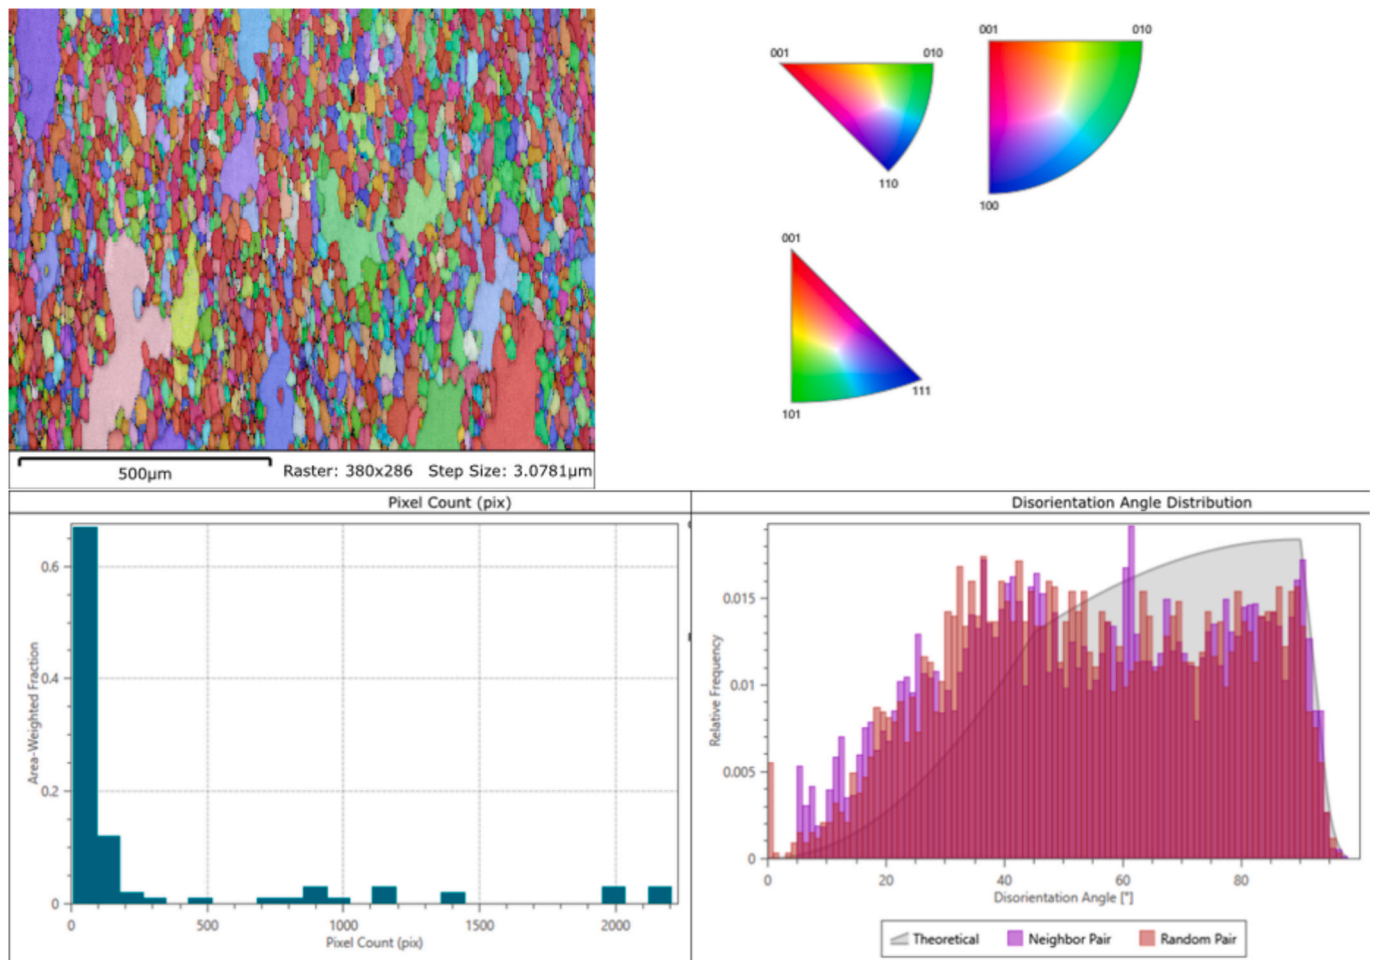 001
010
110
001
010
100
001
101
111
500µm
Raster: 380x286 Step Size: 3.0781µm
Pixel Count (pix)
Area-Weighted Fraction
0.6
0.4
0.2
0
0
500
1000
1500
2000
Pixel Count (pix)
Disorientation Angle Distribution
Relative Frequency
0.015
0.01
0.005
0
0
20
40
60
80
Disorientation Angle [°]
Theoretical
Neighbor Pair
Random Pair